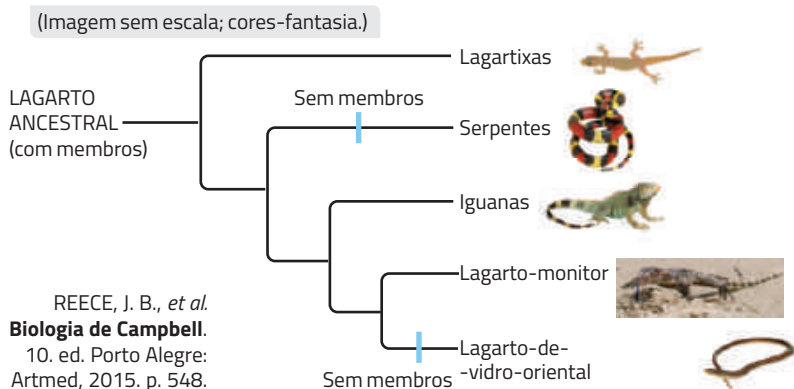 (Imagem sem escala; cores-fantasia.)
LAGARTO
ANCESTRAL
(com membros)
Lagartixas
Sem membros
Serpentes
Iguanas
Lagarto-monitor
Lagarto-de-
-vidro-oriental
Sem membros
REECE, J. B., et al.
Biologia de Campbell.
10. ed. Porto Alegre:
Artmed, 2015. p. 548.